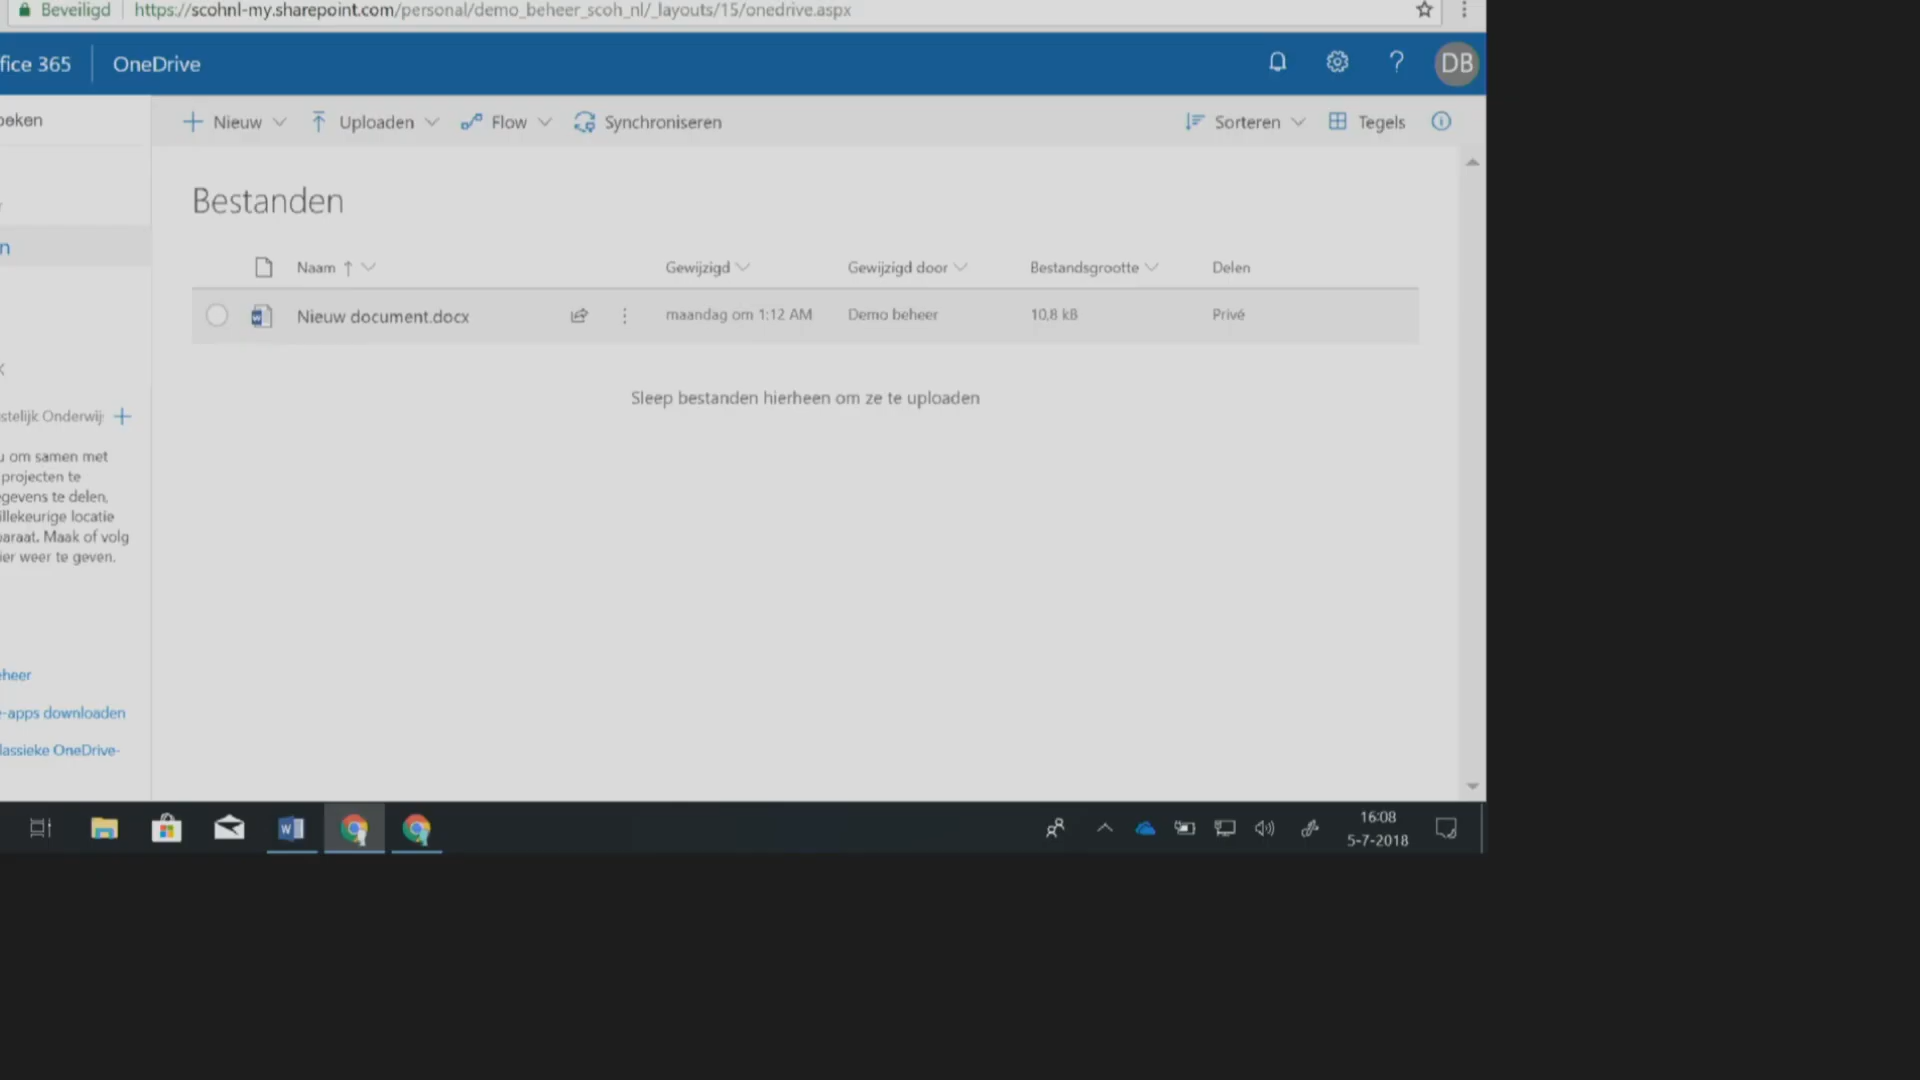 Beveiligd https://scohnl-my.sharepoint.com/personal/demo_beheer_scoh_nl/_layouts/15/onedrive.aspx
fice 365 OneDrive ? DB
oeken
Nieuw Uploaden Flow Synchroniseren Sorteren Tegels
Bestanden
n
Naam Gewijzigd Gewijzigd door Bestandsgrootte Delen
Nieuw document.docx maandag om 1:12 AM Demo beheer 10,8 kB Privé
Sleep bestanden hierheen om ze te uploaden
stelijk Onderwij
u om samen met
projecten te
gevens te delen,
illekeurige locatie
paraat. Maak of volg
ier weer te geven.
eheer
-apps downloaden
lassieke OneDrive-
16:08
5-7-2018